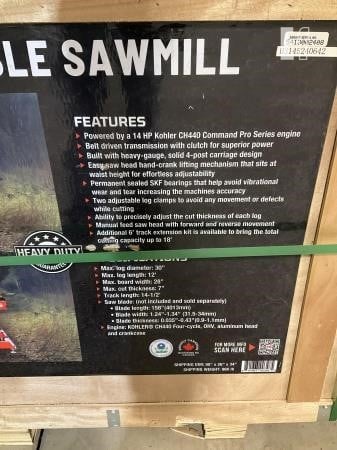 LE SAWMILL
US145240642
FEATURES
• Powered by a 14 HP Kohler CH440 Command Pro Series engine
• Belt driven transmission with clutch for superior power
• Built with heavy-gauge, solid 4-post carriage design
• Easy saw head hand-crank lifting mechanism that sits at
waist height for effortless adjustability
• Permanent sealed SKF bearings that help avoid vibrational
wear and tear increasing the machines accuracy
• Two adjustable log clamps to avoid any movement or defects
while cutting
• Ability to precisely adjust the cut thickness of each log
• Manual feed saw head with forward and reverse movement
• Additional 6' track extension kit is available to bring the total
cutting capacity up to 18'
HEAVY DUTY
GUARANTEE
• Max. log diameter: 30"
• Max. log length: 12'
• Max. board width: 28"
• Max. cut thickness: 7"
• Track length: 14-1/2'
• Saw blade: (not included and sold separately)
• Blade length: 158"(4013mm)
• Blade width: 1.24"-1.34" (31.5-34mm)
• Blade thickness: 0.035"-0.43"(0.9-1.1mm)
• Engine: KOHLER® CH440 Four-cycle, OHV, aluminum head
and crankcase
FOR MORE INFO
SCAN HERE